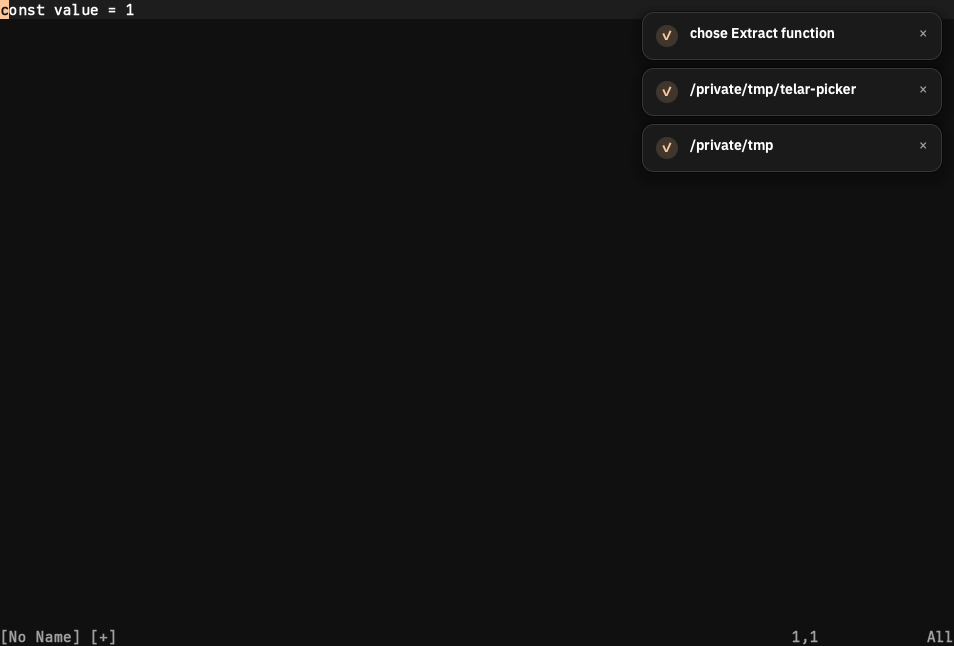 const value = 1
chose Extract function ×
/private/tmp/telar-picker ×
/private/tmp ×
[No Name] [+] 1,1 All